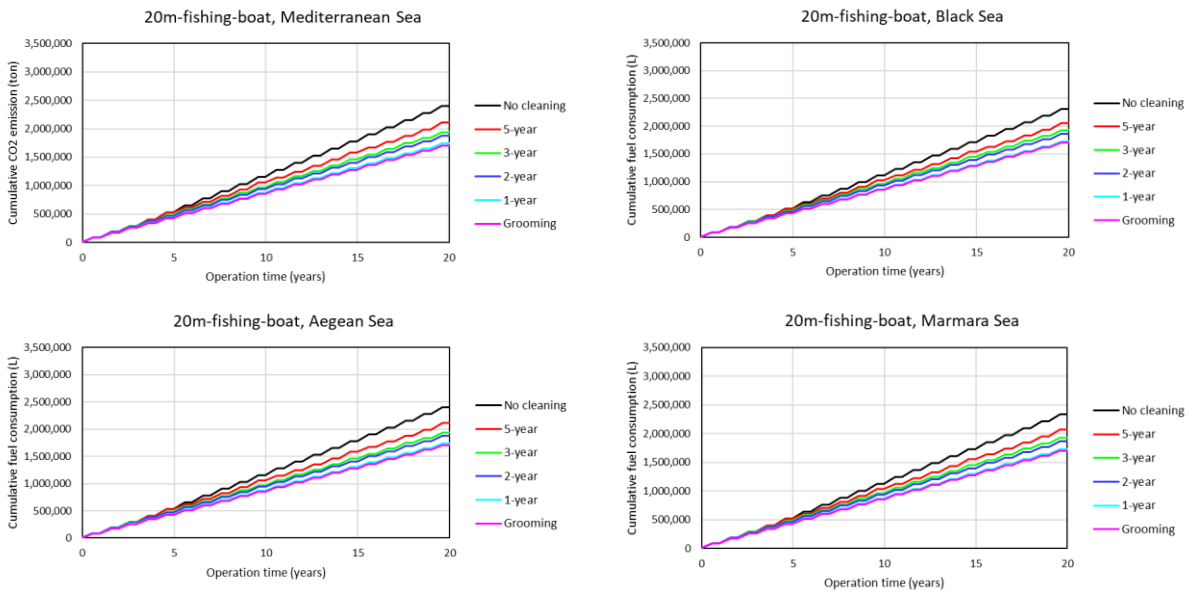 20m-fishing-boat, Mediterranean Sea
Cumulative CO2 emission (ton)
3,500,000
3,000,000
2,500,000
2,000,000
1,500,000
1,000,000
500,000
0
0 5 10 15 20
Operation time (years)
No cleaning
5-year
3-year
2-year
1-year
Grooming
20m-fishing-boat, Black Sea
Cumulative fuel consumption (L)
3,500,000
3,000,000
2,500,000
2,000,000
1,500,000
1,000,000
500,000
0
0 5 10 15 20
Operation time (years)
No cleaning
5-year
3-year
2-year
1-year
Grooming
20m-fishing-boat, Aegean Sea
Cumulative fuel consumption (L)
3,500,000
3,000,000
2,500,000
2,000,000
1,500,000
1,000,000
500,000
0
0 5 10 15 20
Operation time (years)
No cleaning
5-year
3-year
2-year
1-year
Grooming
20m-fishing-boat, Marmara Sea
Cumulative fuel consumption (L)
3,500,000
3,000,000
2,500,000
2,000,000
1,500,000
1,000,000
500,000
0
0 5 10 15 20
Operation time (years)
No cleaning
5-year
3-year
2-year
1-year
Grooming